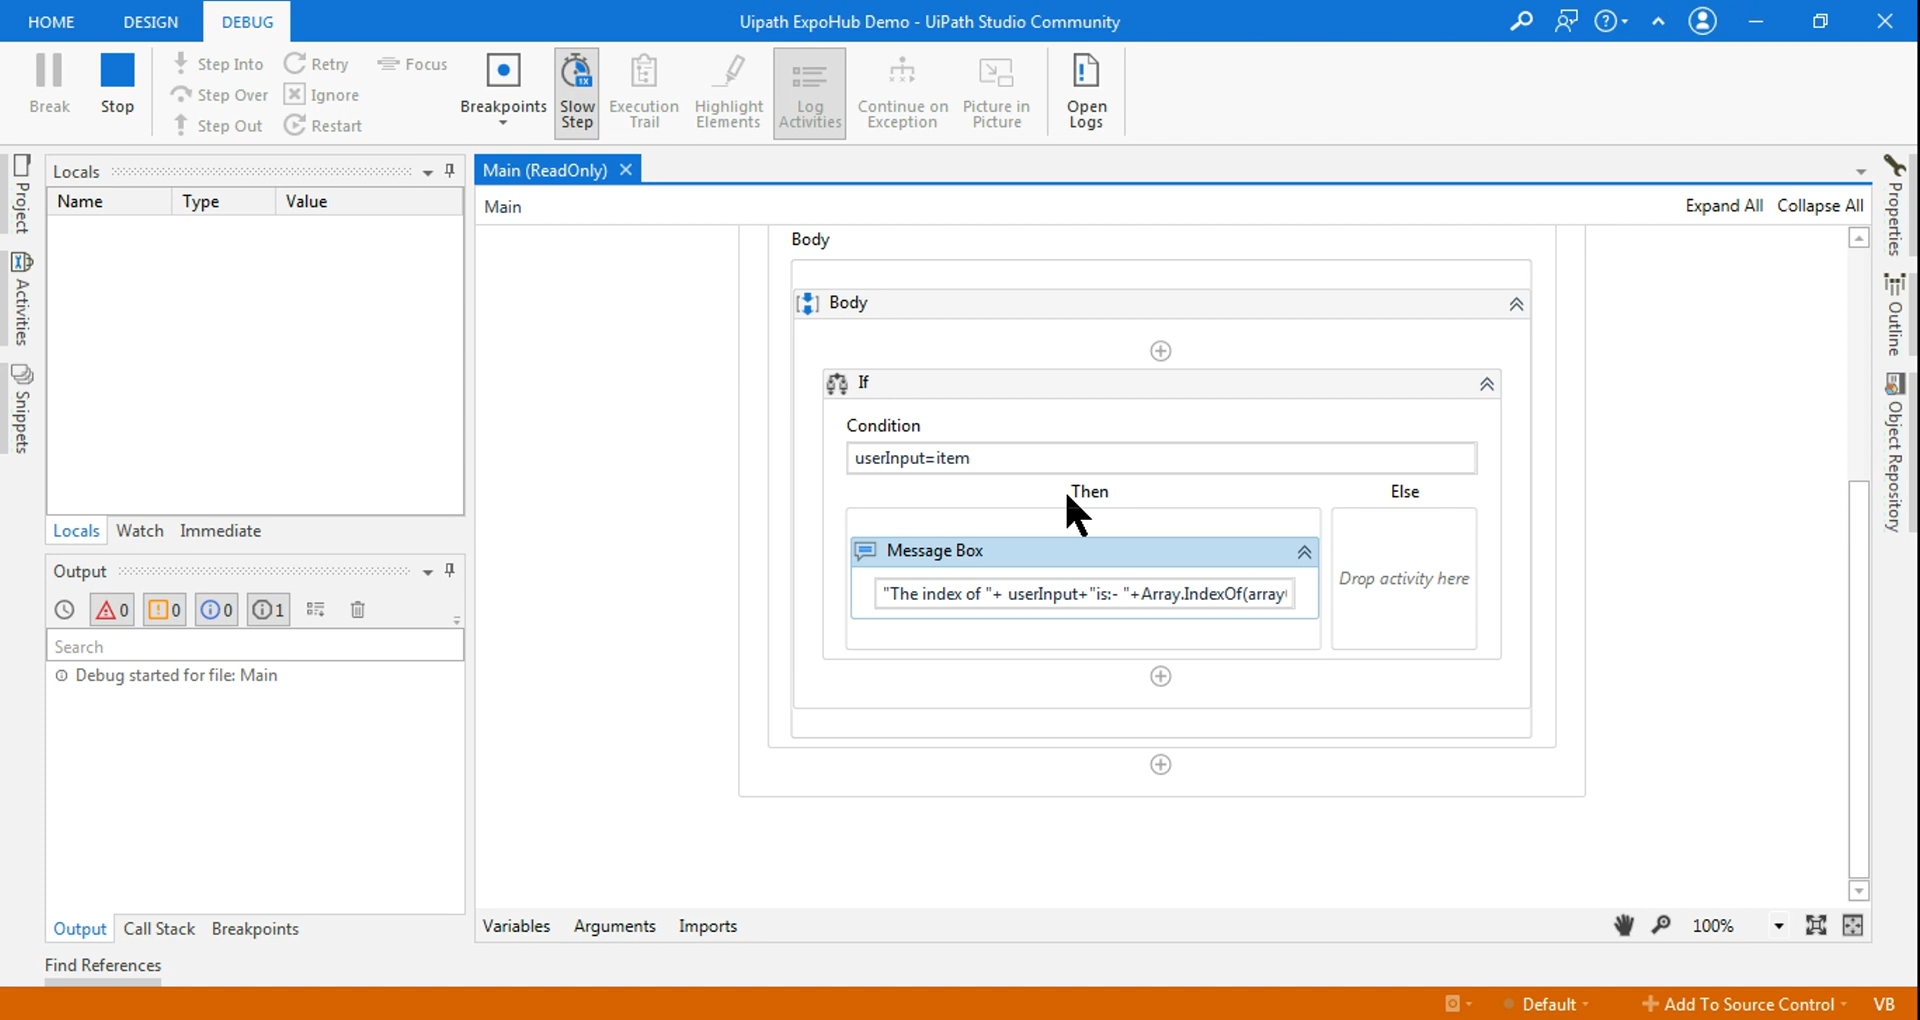 HOME DESIGN DEBUG Uipath ExpoHub Demo - UiPath Studio Community
Break
Stop
Step Into
Step Over
Step Out
Retry
Ignore
Restart
Focus
Breakpoints
Slow
Step
1X
Execution
Trail
Highlight
Elements
Log
Activities
Continue on
Exception
Picture in
Picture
Open
Logs
Project
Activities
Snippets
Locals
Name Type Value
Locals Watch Immediate
Output
0 0 0 1
Search
Debug started for file: Main
Output Call Stack Breakpoints
Find References
Main (ReadOnly)
Main Expand All Collapse All
Body
Body
If
Condition
userInput=item
Then Else
Message Box
"The index of "+ userInput+"is:- "+Array.IndexOf(array
Drop activity here
Variables Arguments Imports 100%
Properties
Outline
Object Repository
Default Add To Source Control VB